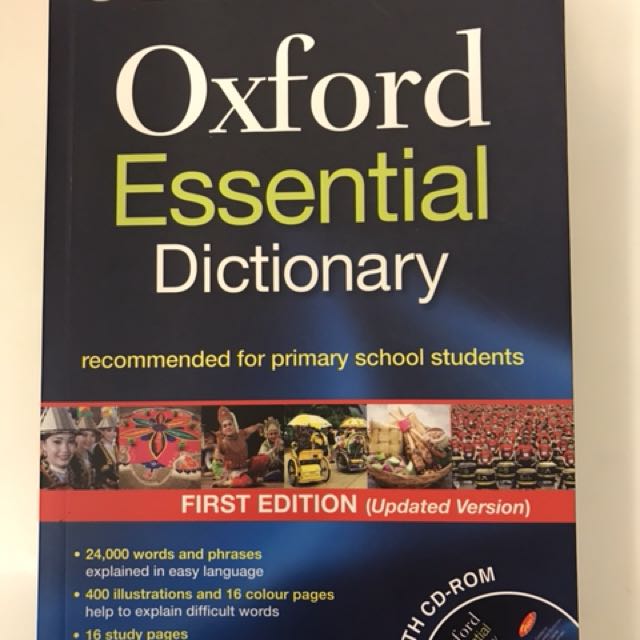 Oxford
Essential
Dictionary
recommended for primary school students
FIRST EDITION (Updated Version)
• 24,000 words and phrases
explained in easy language
• 400 illustrations and 16 colour pages
help to explain difficult words
• 16 study pages
CD-ROM